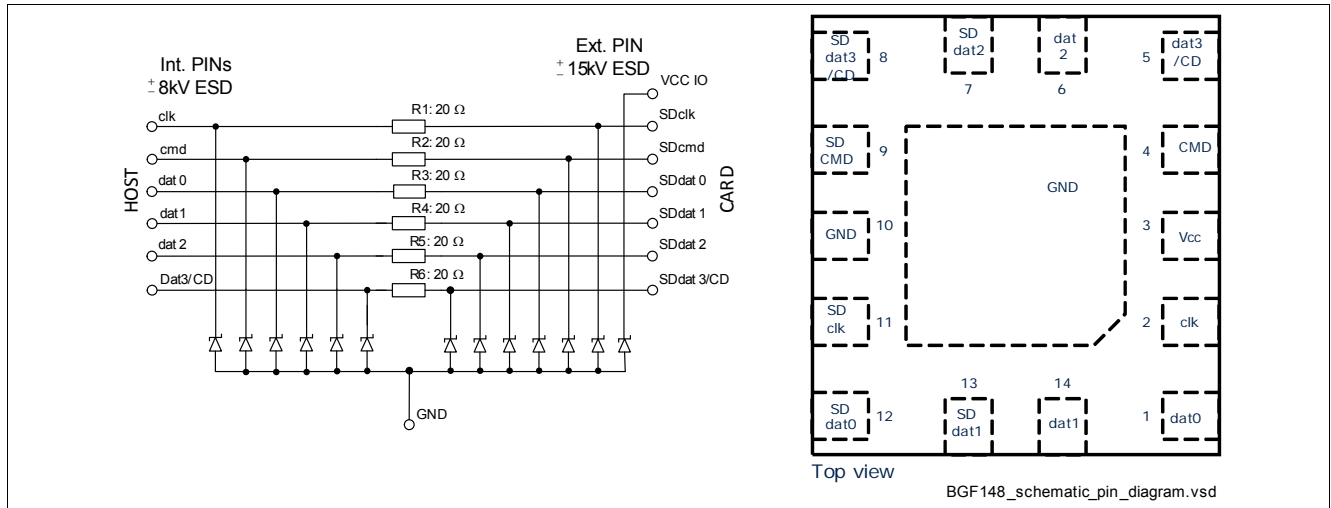 Int. PINs
± 8kV ESD
Ext. PIN
± 15kV ESD
VCC IO
HOST
CARD
clk
R1: 20 Ω
SDclk
cmd
R2: 20 Ω
SDcmd
dat 0
R3: 20 Ω
SDdat 0
dat 1
R4: 20 Ω
SDdat 1
dat 2
R5: 20 Ω
SDdat 2
Dat3/CD
R6: 20 Ω
SDdat 3/CD
GND
SD
dat3
/CD
8
SD
dat2
7
dat
2
6
5
dat3
/CD
SD
CMD
9
4
CMD
GND
GND
10
3
Vcc
SD
clk
11
2
clk
13
14
SD
dat0
12
SD
dat1
dat1
1
dat0
Top view
BGF148_schematic_pin_diagram.vsd